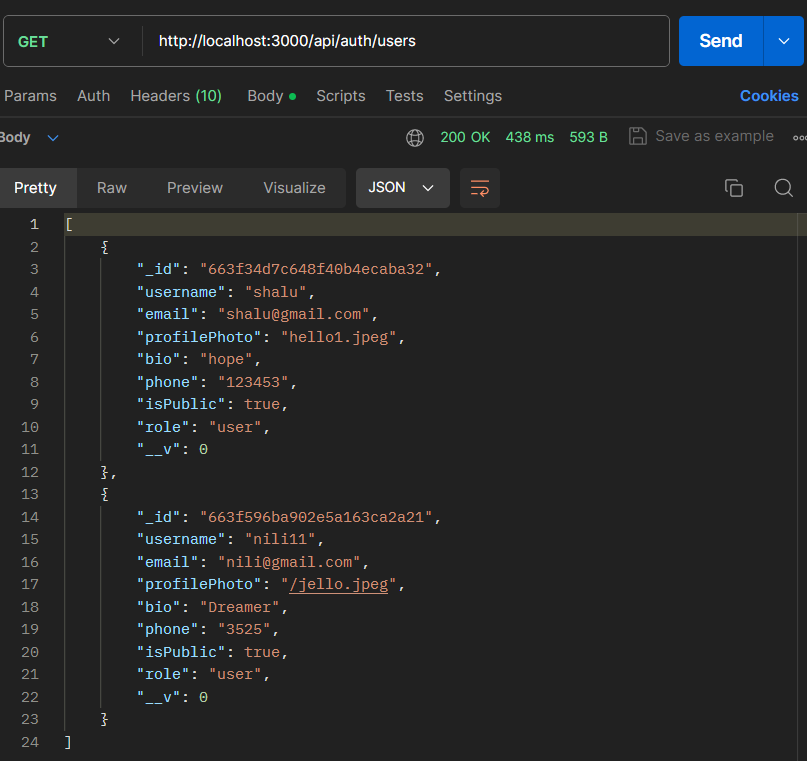 GET http://localhost:3000/api/auth/users Send
Params Auth Headers (10) Body Scripts Tests Settings Cookies
Body 200 OK 438 ms 593 B Save as example
Pretty Raw Preview Visualize JSON
1 [
2 {
3 "_id": "663f34d7c648f40b4ecaba32",
4 "username": "shalu",
5 "email": "shalu@gmail.com",
6 "profilePhoto": "hello1.jpeg",
7 "bio": "hope",
8 "phone": "123453",
9 "isPublic": true,
10 "role": "user",
11 "__v": 0
12 },
13 {
14 "_id": "663f596ba902e5a163ca2a21",
15 "username": "nili11",
16 "email": "nili@gmail.com",
17 "profilePhoto": "/jello.jpeg",
18 "bio": "Dreamer",
19 "phone": "3525",
20 "isPublic": true,
21 "role": "user",
22 "__v": 0
23 }
24 ]